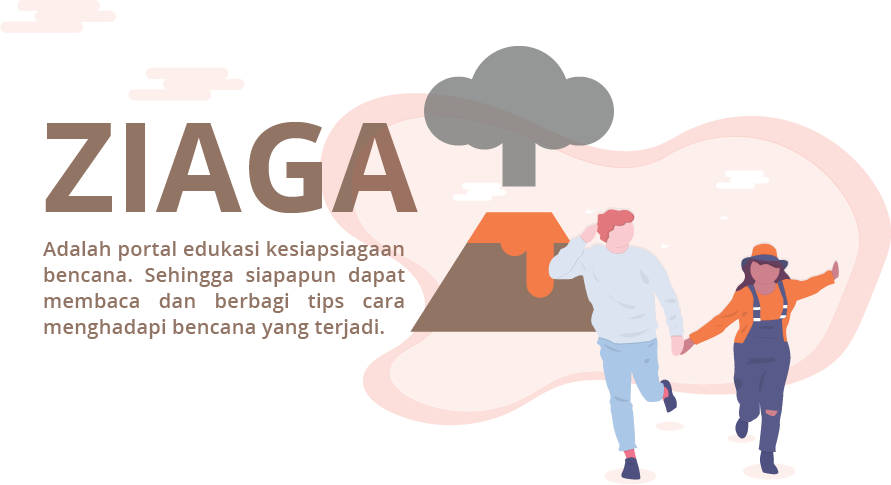 ZIAGA
Adalah portal edukasi kesiapsiagaan
bencana. Sehingga siapapun dapat
membaca dan berbagi tips cara
menghadapi bencana yang terjadi.